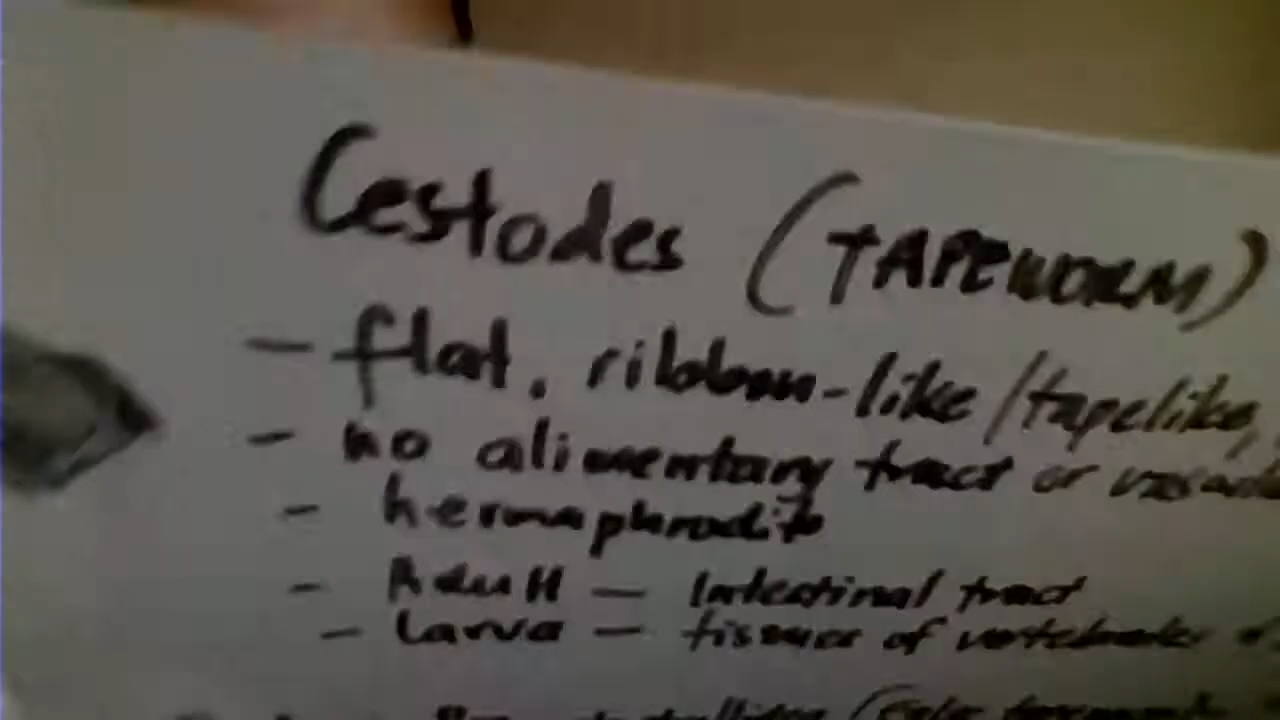 Cestodes (TAPEWORM)
- flat, ribbon-like/tapelike,
- no alimentary tract or
- hermaphrodite
- Adult — Intestinal tract
- Larva — tissues of vertebrates